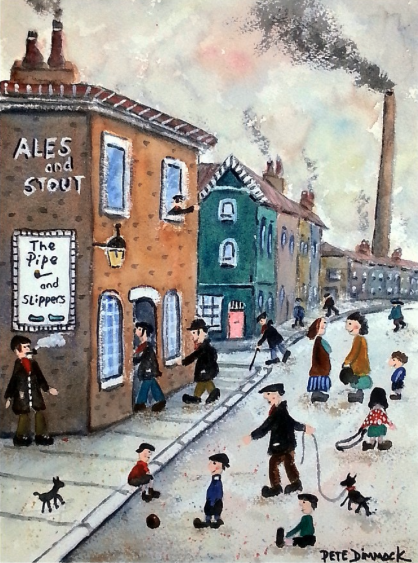 ALES
and
STOUT
The
Pipe
and
Slippers
PETE DIMMOCK